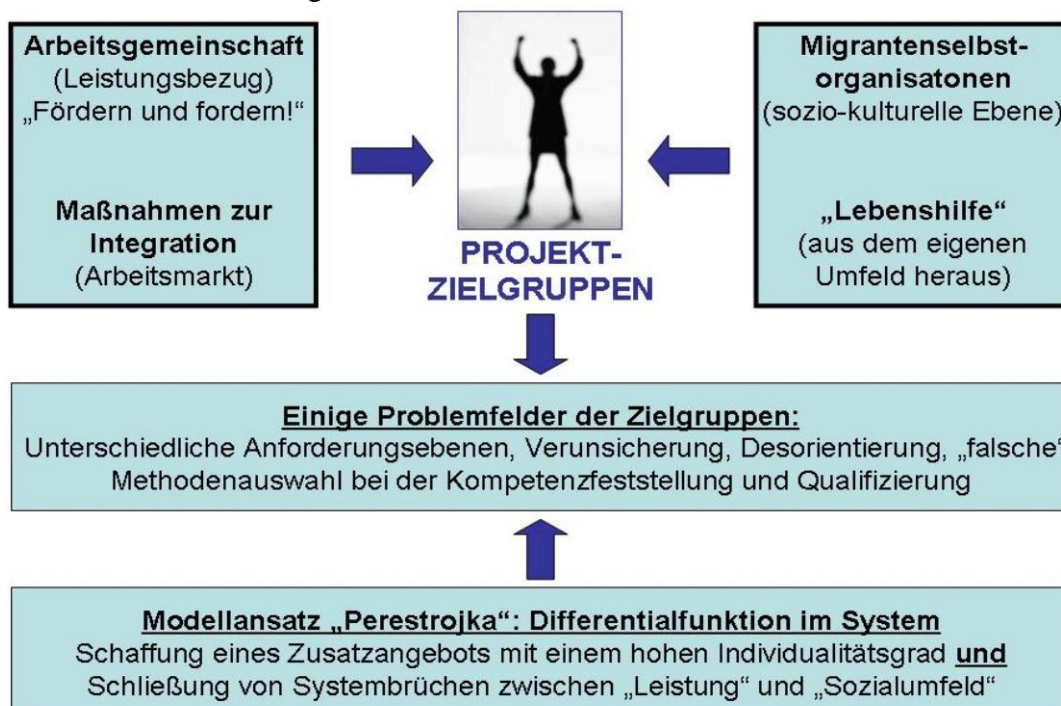 Arbeitsgemeinschaft
(Leistungsbezug)
„Fördern und fordern!“
Maßnahmen zur
Integration
(Arbeitsmarkt)
PROJEKT-
ZIELGRUPPEN
Migrantenselbst-
organisatonen
(sozio-kulturelle Ebene)
„Lebenshilfe“
(aus dem eigenen
Umfeld heraus)
Einige Problemfelder der Zielgruppen:
Unterschiedliche Anforderungsebenen, Verunsicherung, Desorientierung, „falsche“
Methodenauswahl bei der Kompetenzfeststellung und Qualifizierung
Modellansatz „Perestrojka“: Differentialfunktion im System
Schaffung eines Zusatzangebots mit einem hohen Individualitätsgrad und
Schließung von Systembrüchen zwischen „Leistung“ und „Sozialumfeld“